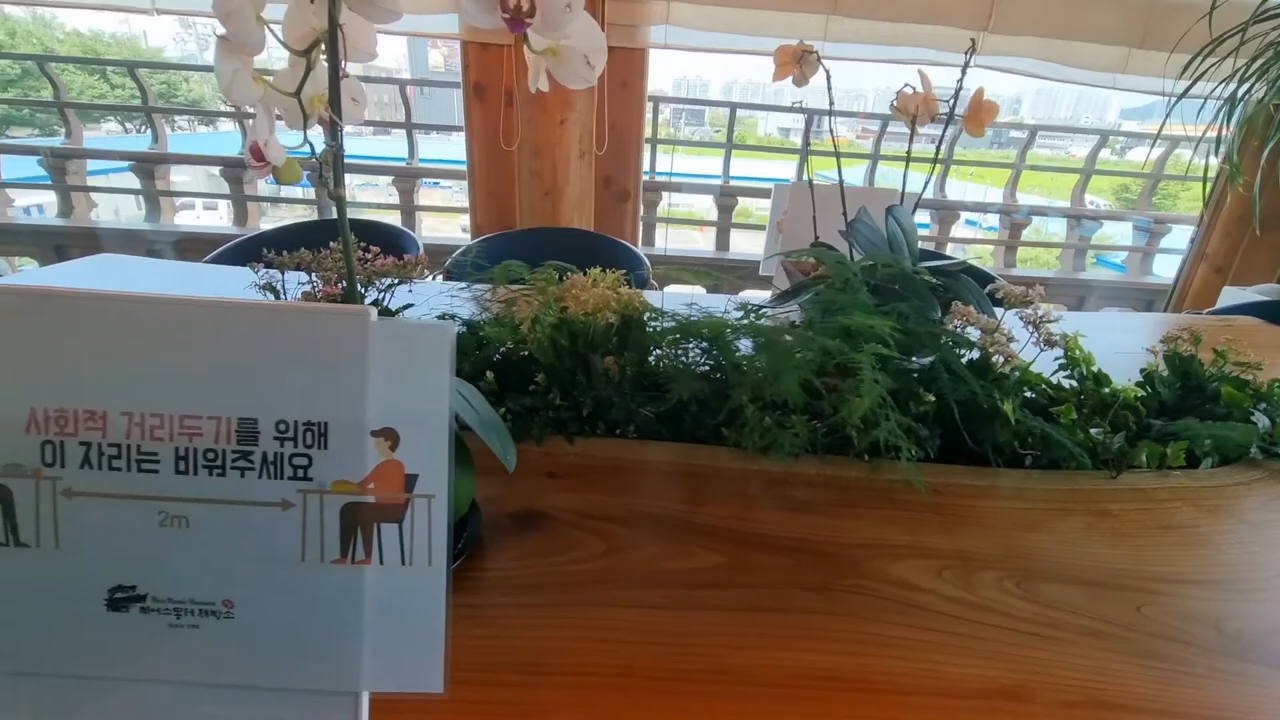 사회적 거리두기를 위해
이 자리는 비워주세요
2m